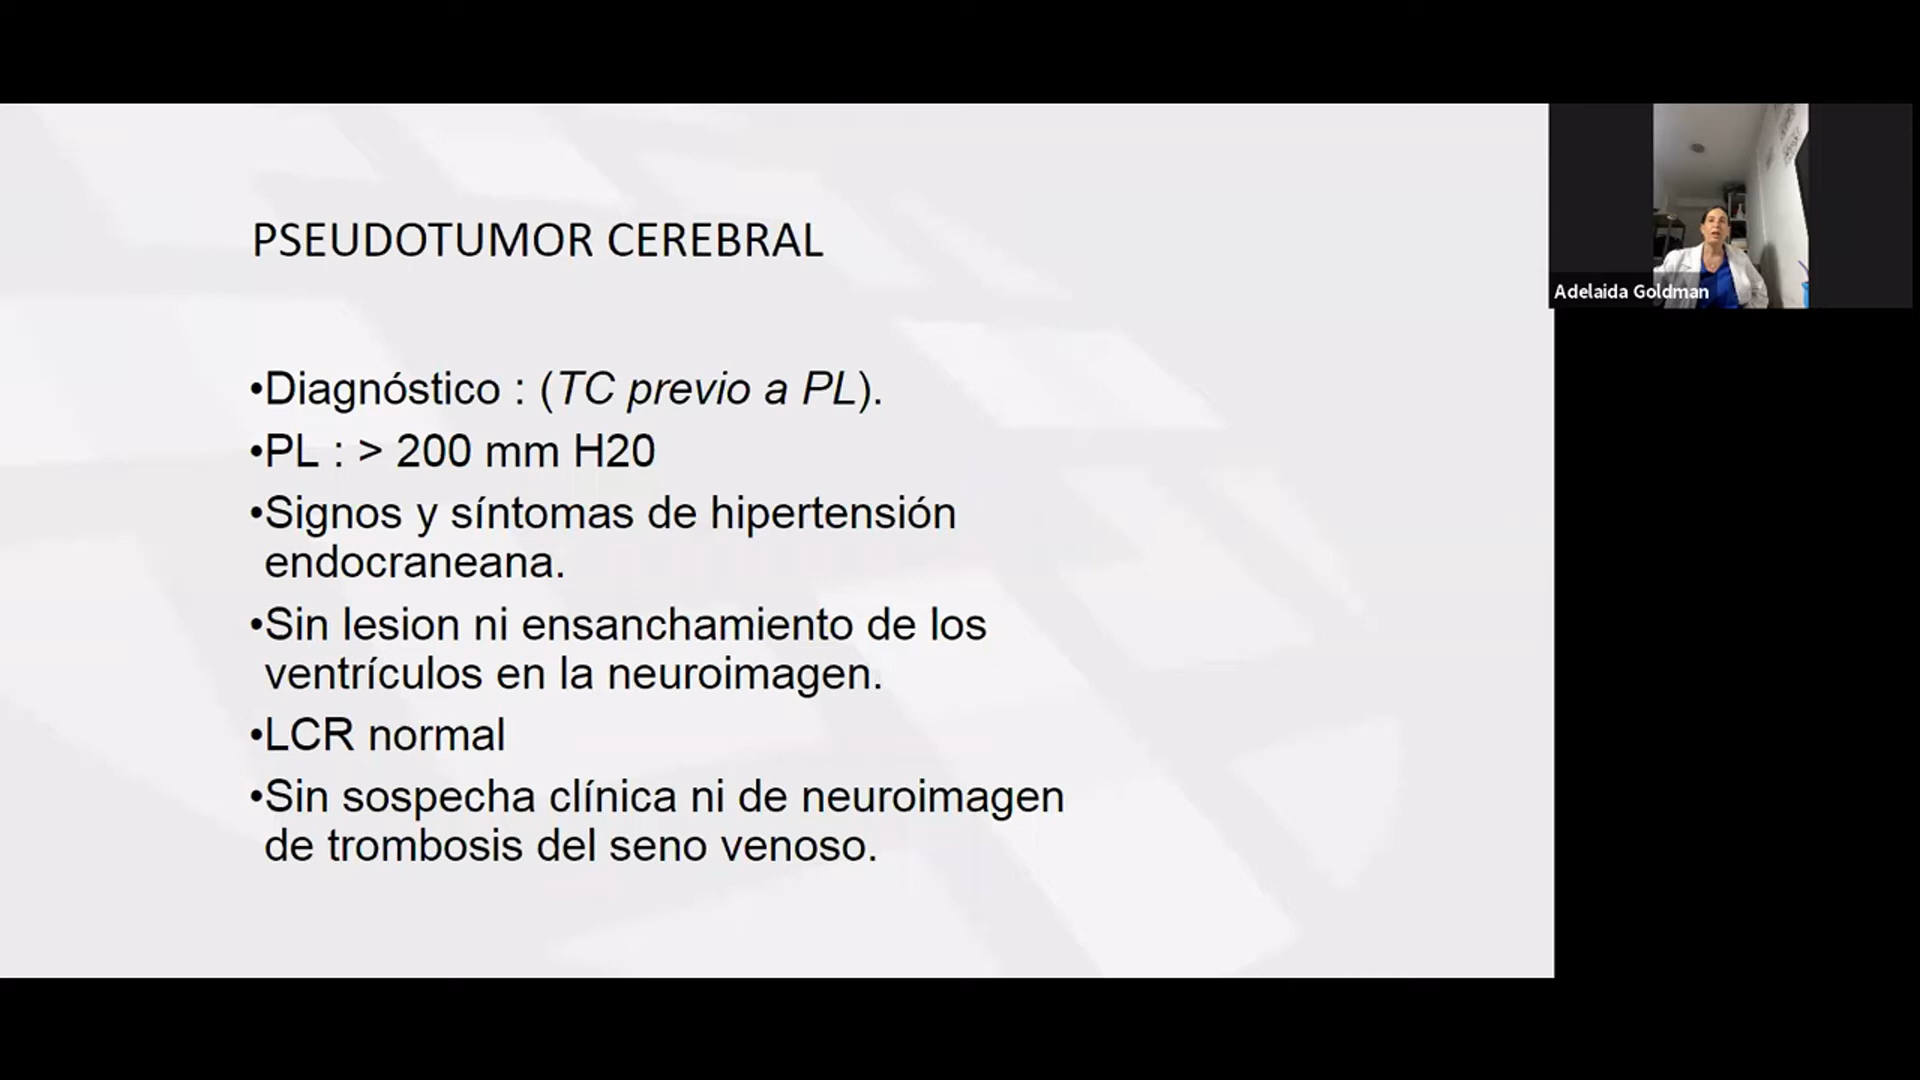 PSEUDOTUMOR CEREBRAL
•Diagnóstico : (TC previo a PL).
•PL : > 200 mm H20
•Signos y síntomas de hipertensión
endocraneana.
•Sin lesion ni ensanchamiento de los
ventrículos en la neuroimagen.
•LCR normal
•Sin sospecha clínica ni de neuroimagen
de trombosis del seno venoso.
Adelaida Goldman